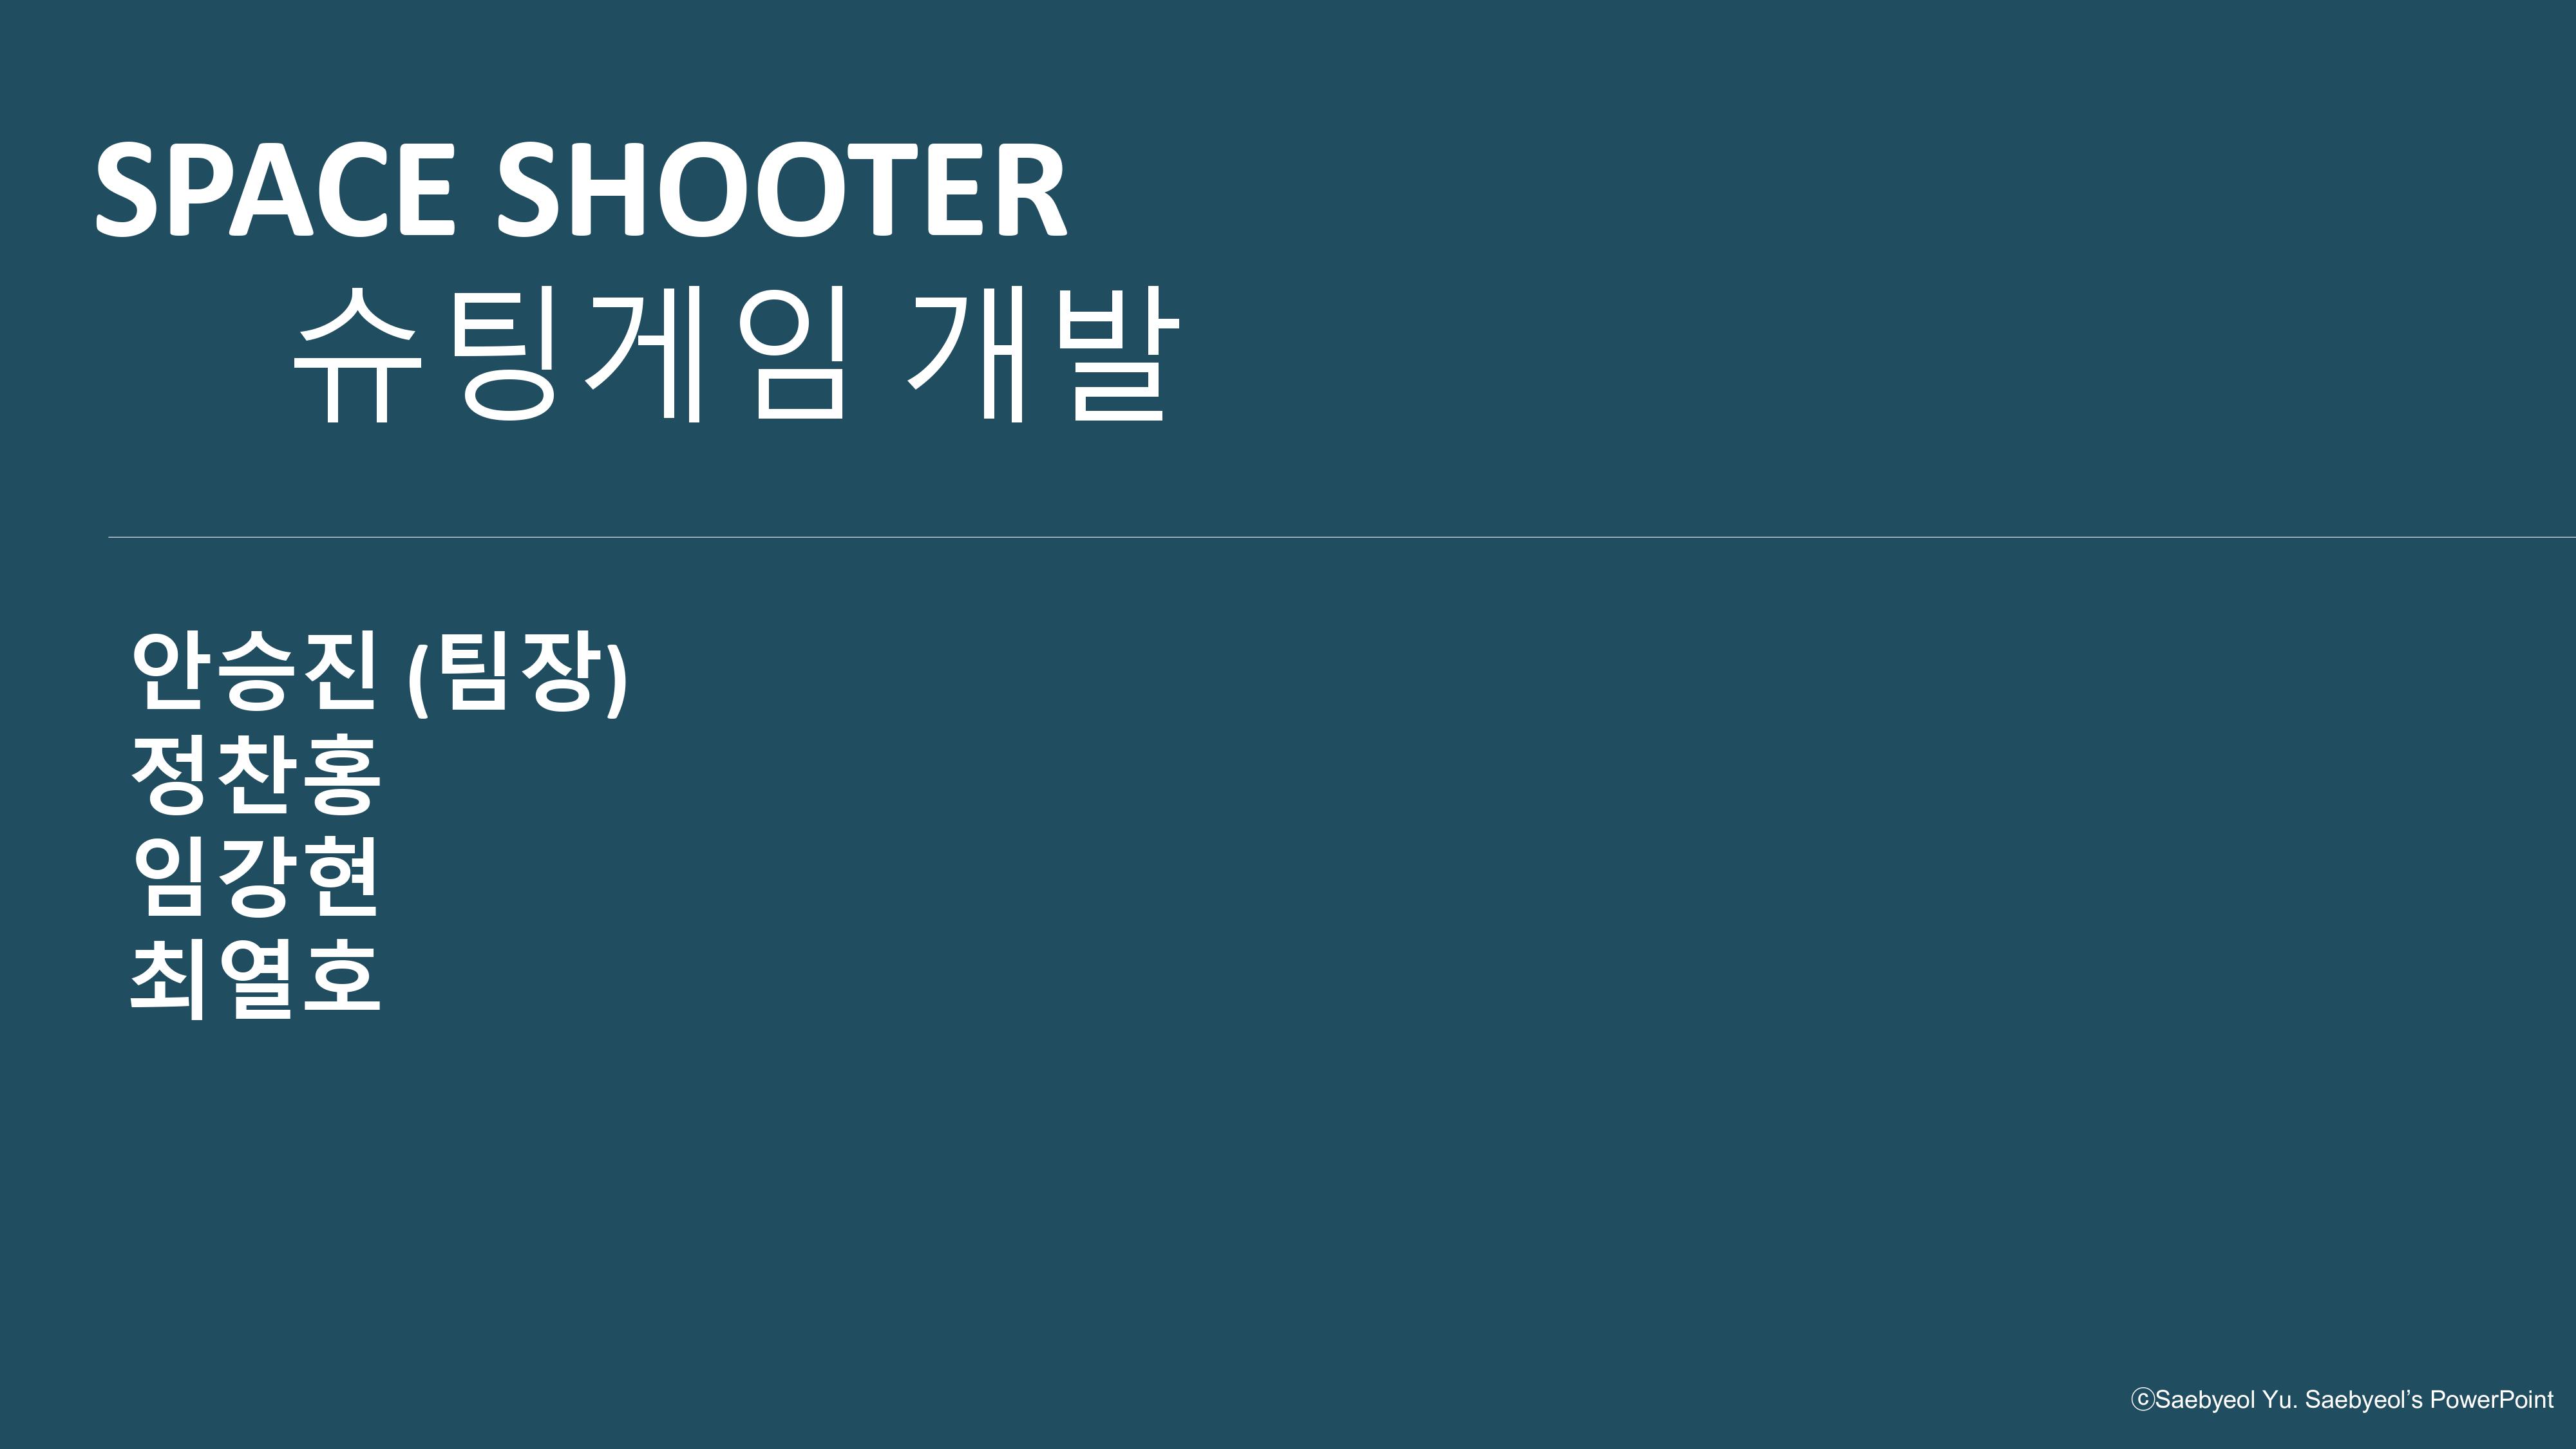 SPACE SHOOTER
슈팅게임 개발
안승진 (팀장)
정찬홍
임강현
최열호
ⓒSaebyeol Yu. Saebyeol’s PowerPoint